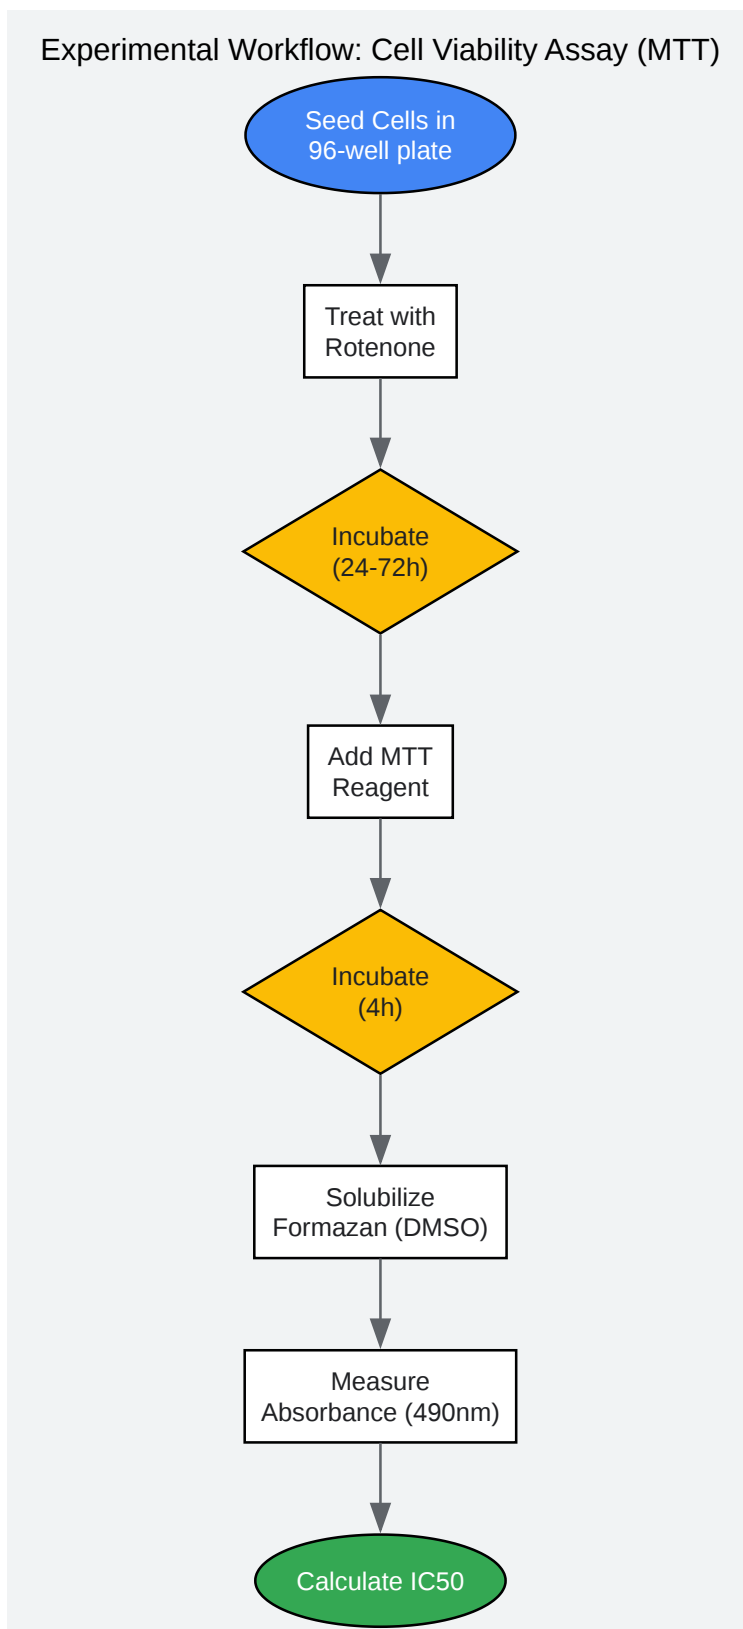 Experimental Workflow: Cell Viability Assay (MTT)
Seed Cells in
96-well plate
Treat with
Rotenone
Incubate
(24-72h)
Add MTT
Reagent
Incubate
(4h)
Solubilize
Formazan (DMSO)
Measure
Absorbance (490nm)
Calculate IC50